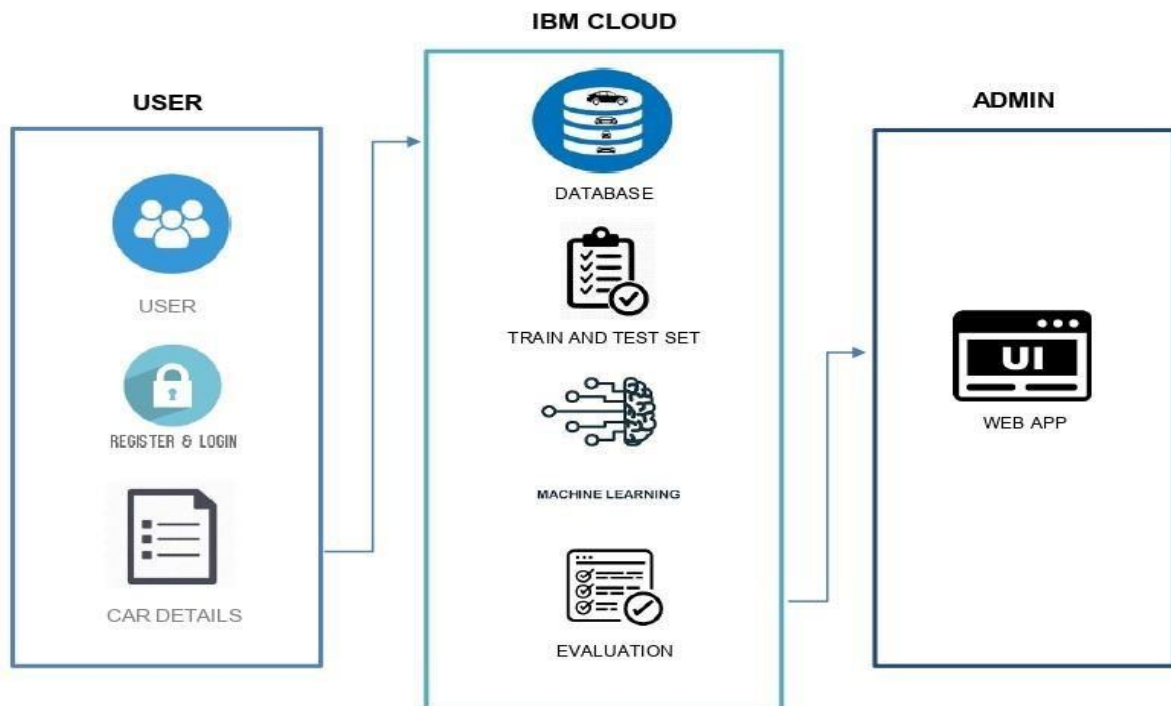 USER
USER
REGISTER & LOGIN
CAR DETAILS
IBM CLOUD
DATABASE
TRAIN AND TEST SET
MACHINE LEARNING
EVALUATION
ADMIN
UI
WEB APP